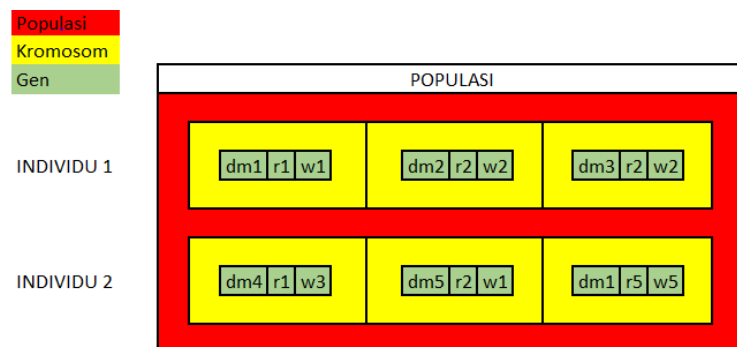 Populasi
Kromosom
Gen
POPULASI
INDIVIDU 1
dm1 r1 w1
dm2 r2 w2
dm3 r2 w2
INDIVIDU 2
dm4 r1 w3
dm5 r2 w1
dm1 r5 w5